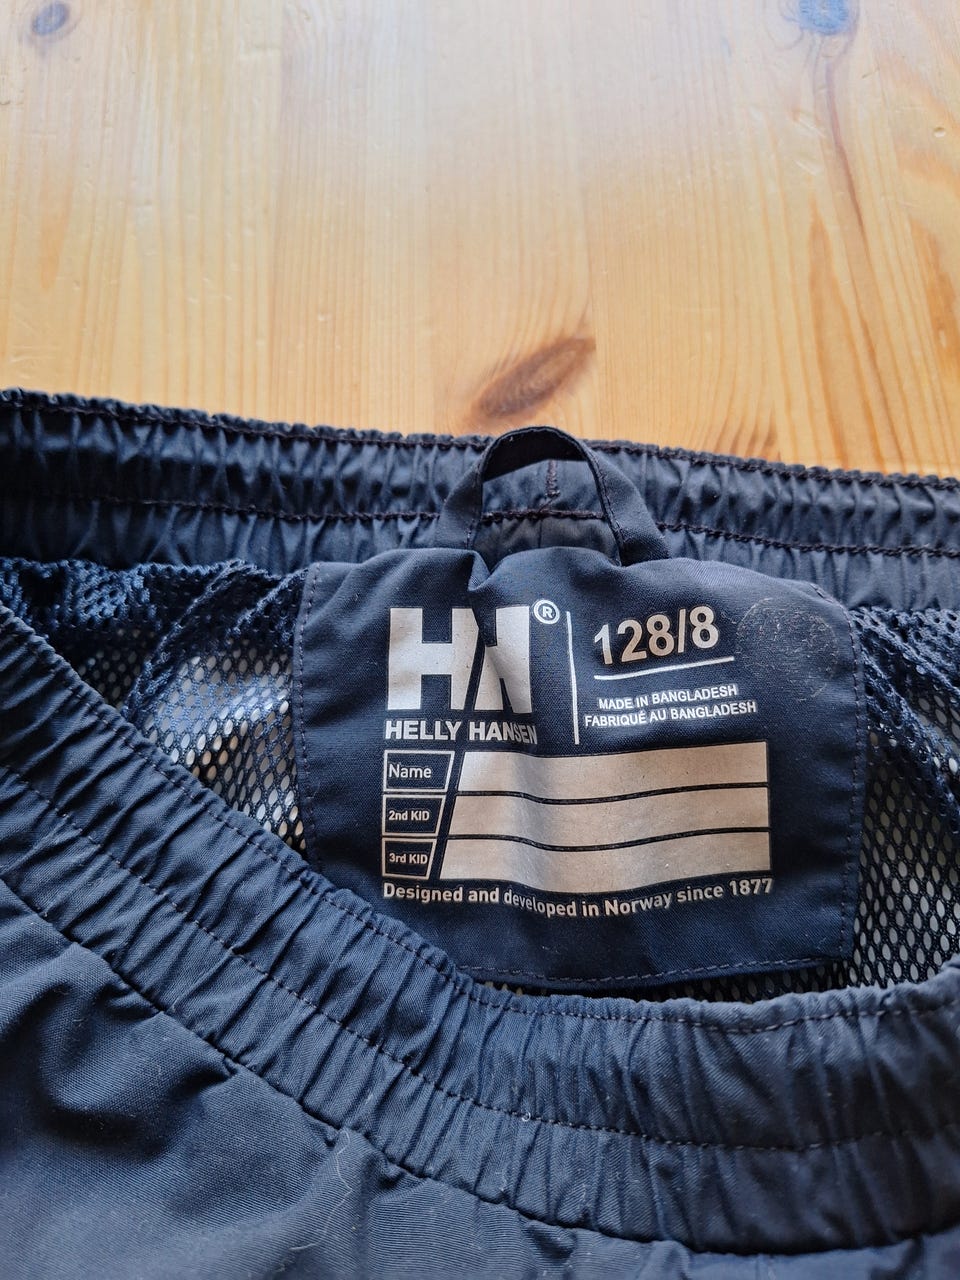 HH®
HELLY HANSEN
128/8
MADE IN BANGLADESH
FABRIQUÉ AU BANGLADESH
Name
2nd KID
3rd KID
Designed and developed in Norway since 1877